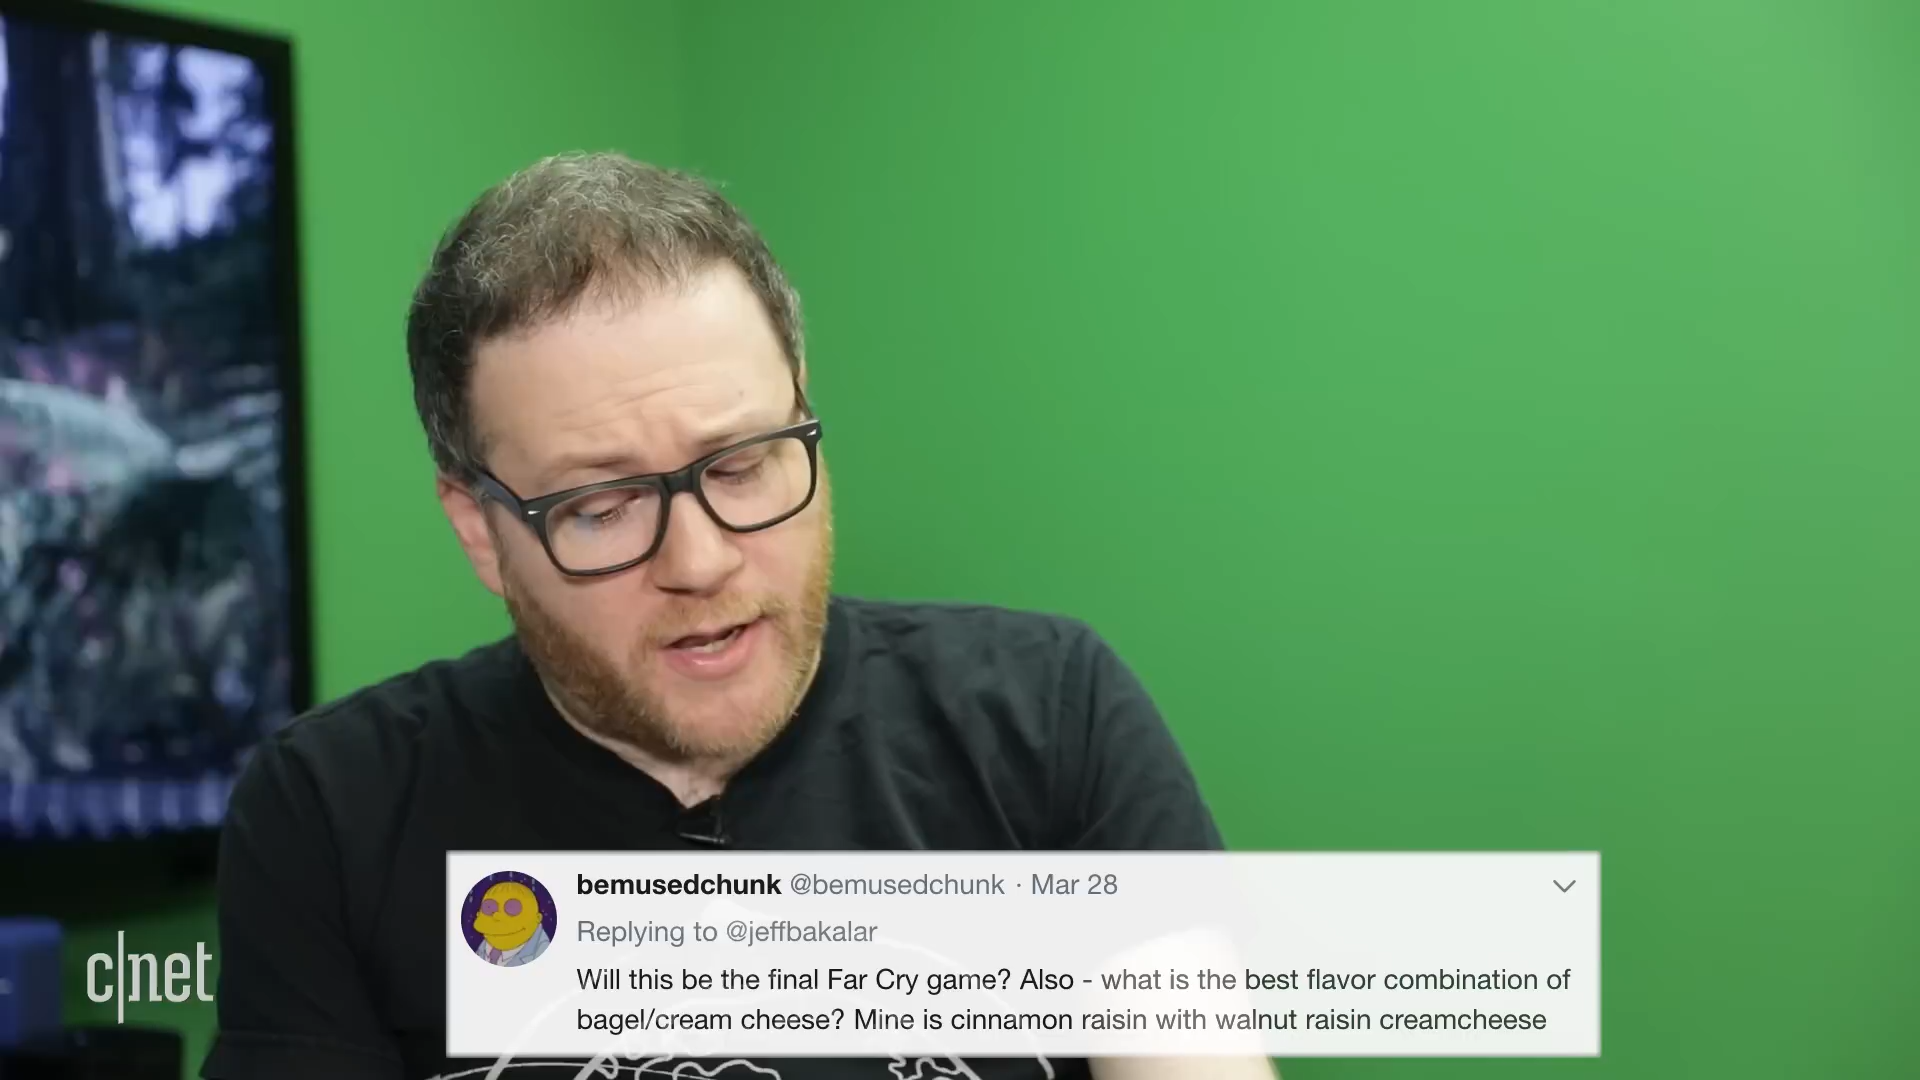 bemusedchunk @bemusedchunk · Mar 28
Replying to @jeffbakalar
Will this be the final Far Cry game? Also - what is the best flavor combination of
bagel/cream cheese? Mine is cinnamon raisin with walnut raisin creamcheese
c|net